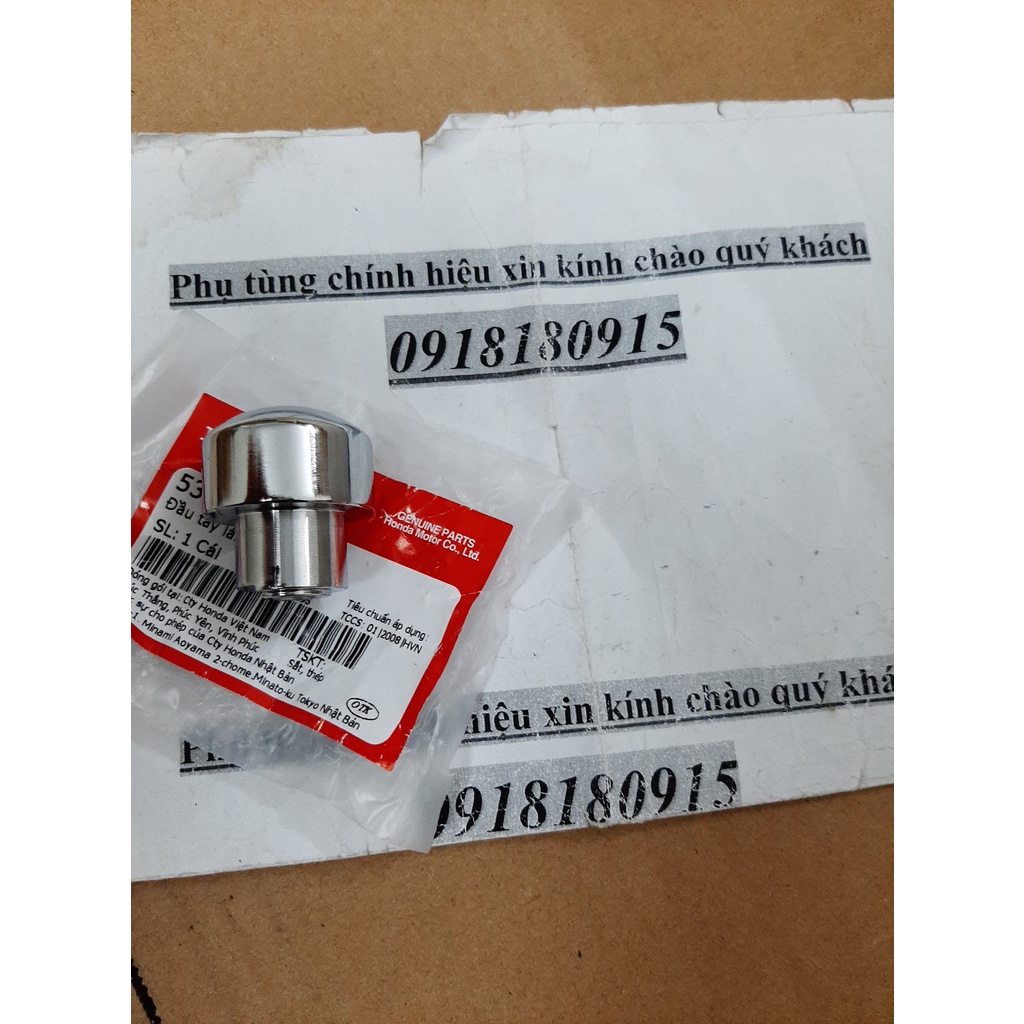 Phụ tùng chính hiệu xin kính chào quý khách
0918180915
GENUINE PARTS
Honda Motor Co., Ltd.
53
Đầu tay
SL: 1 Cái
Tiêu chuẩn áp dụng:
TCCS: 01|2008|HVN
đóng gói tại: Cty Honda Việt Nam
Thắng, Phúc Yên, Vĩnh Phúc
TSKT:
Sắt, thép
sự cho phép của Cty Honda Nhật Bản
-1. Minami Aoyama 2-chome.Minato-ku Tokyo Nhật Bản
OTK
hiệu xin kính chào quý khá
0918180915